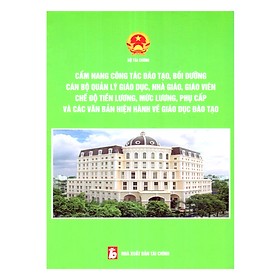 BỘ TÀI CHÍNH
CẨM NANG CÔNG TÁC ĐÀO TẠO, BỒI DƯỠNG
CÁN BỘ QUẢN LÝ GIÁO DỤC, NHÀ GIÁO, GIÁO VIÊN
CHẾ ĐỘ TIỀN LƯƠNG, MỨC LƯƠNG, PHỤ CẤP
VÀ CÁC VĂN BẢN HIỆN HÀNH VỀ GIÁO DỤC ĐÀO TẠO
NHÀ XUẤT BẢN TÀI CHÍNH